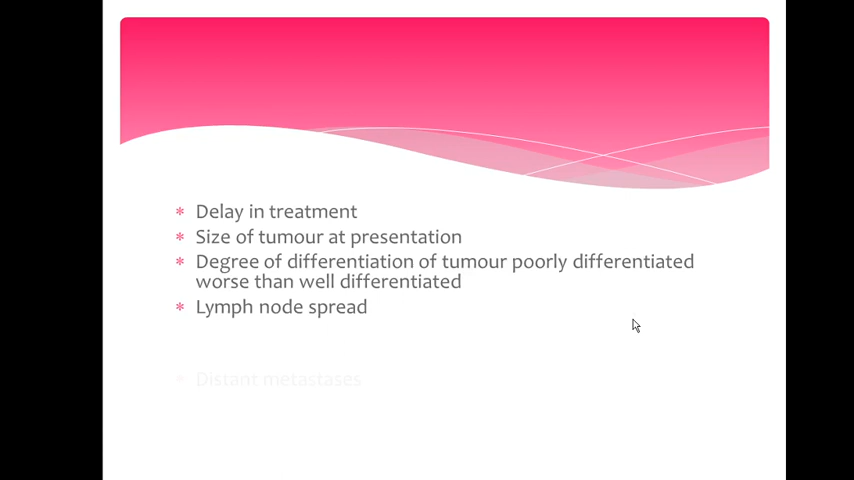 * Delay in treatment
* Size of tumour at presentation
* Degree of differentiation of tumour poorly differentiated
worse than well differentiated
* Lymph node spread
* Distant metastases